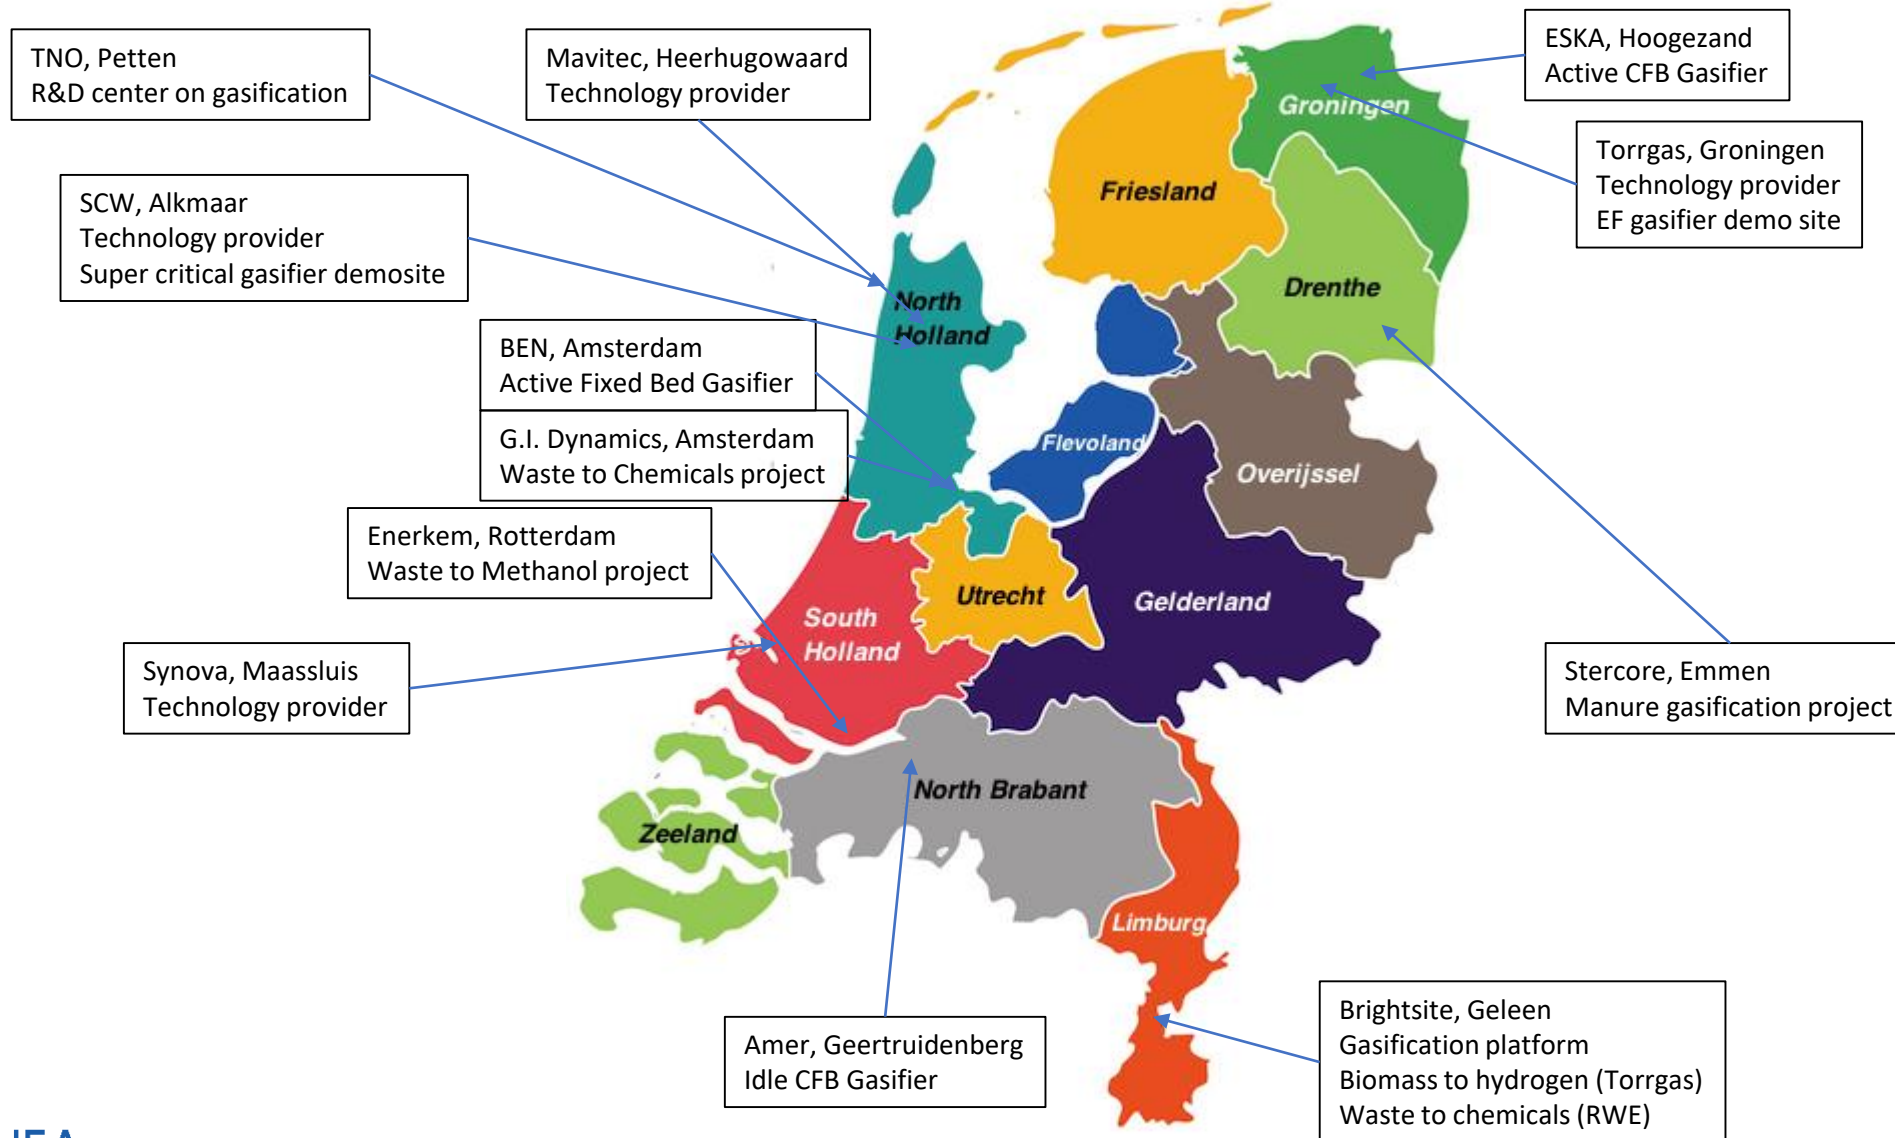 TNO, Petten
R&D center on gasification
Mavitec, Heerhugowaard
Technology provider
ESKA, Hoogezand
Active CFB Gasifier
Torrgas, Groningen
Technology provider
EF gasifier demo site
SCW, Alkmaar
Technology provider
Super critical gasifier demosite
BEN, Amsterdam
Active Fixed Bed Gasifier
G.I. Dynamics, Amsterdam
Waste to Chemicals project
Enerkem, Rotterdam
Waste to Methanol project
Synova, Maassluis
Technology provider
Stercore, Emmen
Manure gasification project
Amer, Geertruidenberg
Idle CFB Gasifier
Brightsite, Geleen
Gasification platform
Biomass to hydrogen (Torrgas)
Waste to chemicals (RWE)
Groningen
Friesland
Drenthe
North
Holland
Flevoland
Overijssel
Utrecht
Gelderland
South
Holland
North Brabant
Zeeland
Limburg